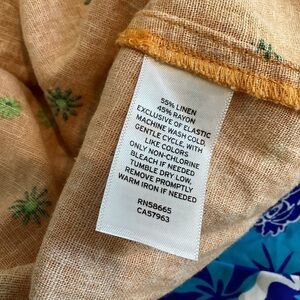 55% LINEN
45% RAYON
EXCLUSIVE OF ELASTIC
MACHINE WASH COLD
GENTLE CYCLE, WITH
LIKE COLORS
ONLY NON-CHLORINE
BLEACH IF NEEDED
TUMBLE DRY LOW,
REMOVE PROMPTLY
WARM IRON IF NEEDED
RN58665
CA57963